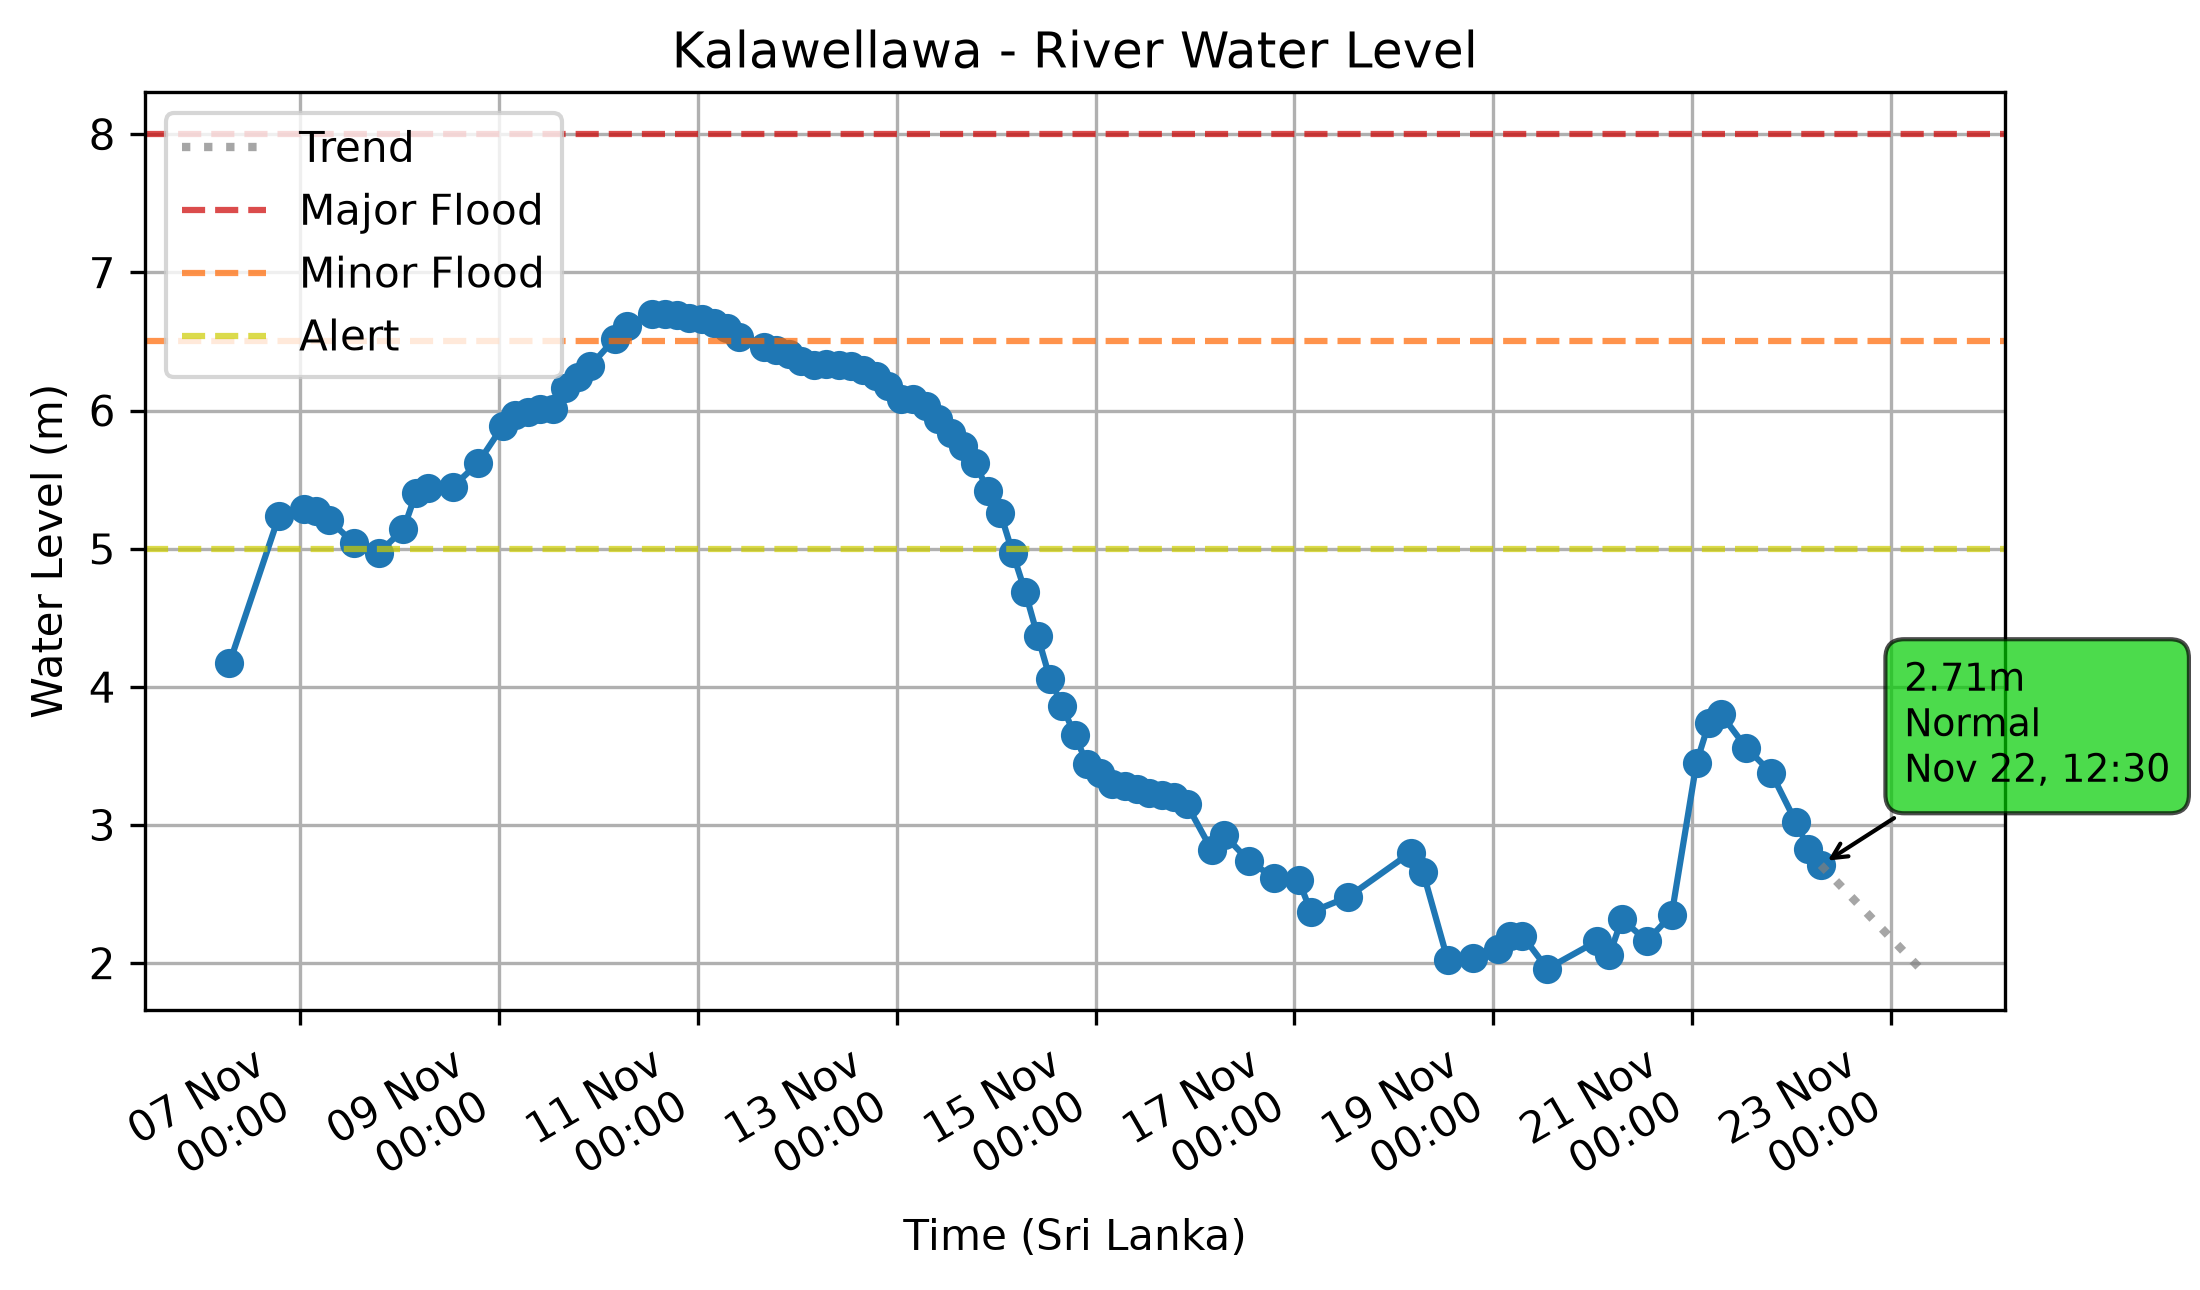 Kalawellawa - River Water Level
Trend
Major Flood
Minor Flood
Alert
8
7
6
5
4
3
2
Water Level (m)
2.71m
Normal
Nov 22, 12:30
07 Nov
00:00
09 Nov
00:00
11 Nov
00:00
13 Nov
00:00
15 Nov
00:00
17 Nov
00:00
19 Nov
00:00
21 Nov
00:00
23 Nov
00:00
Time (Sri Lanka)